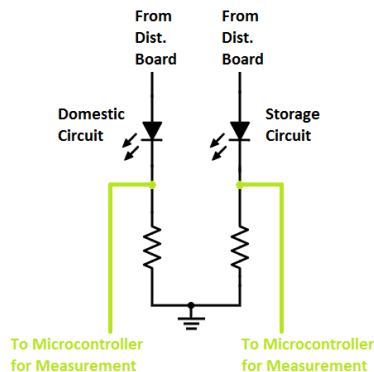 From
Dist.
Board
From
Dist.
Board
Domestic
Circuit
Storage
Circuit
To Microcontroller
for Measurement
To Microcontroller
for Measurement